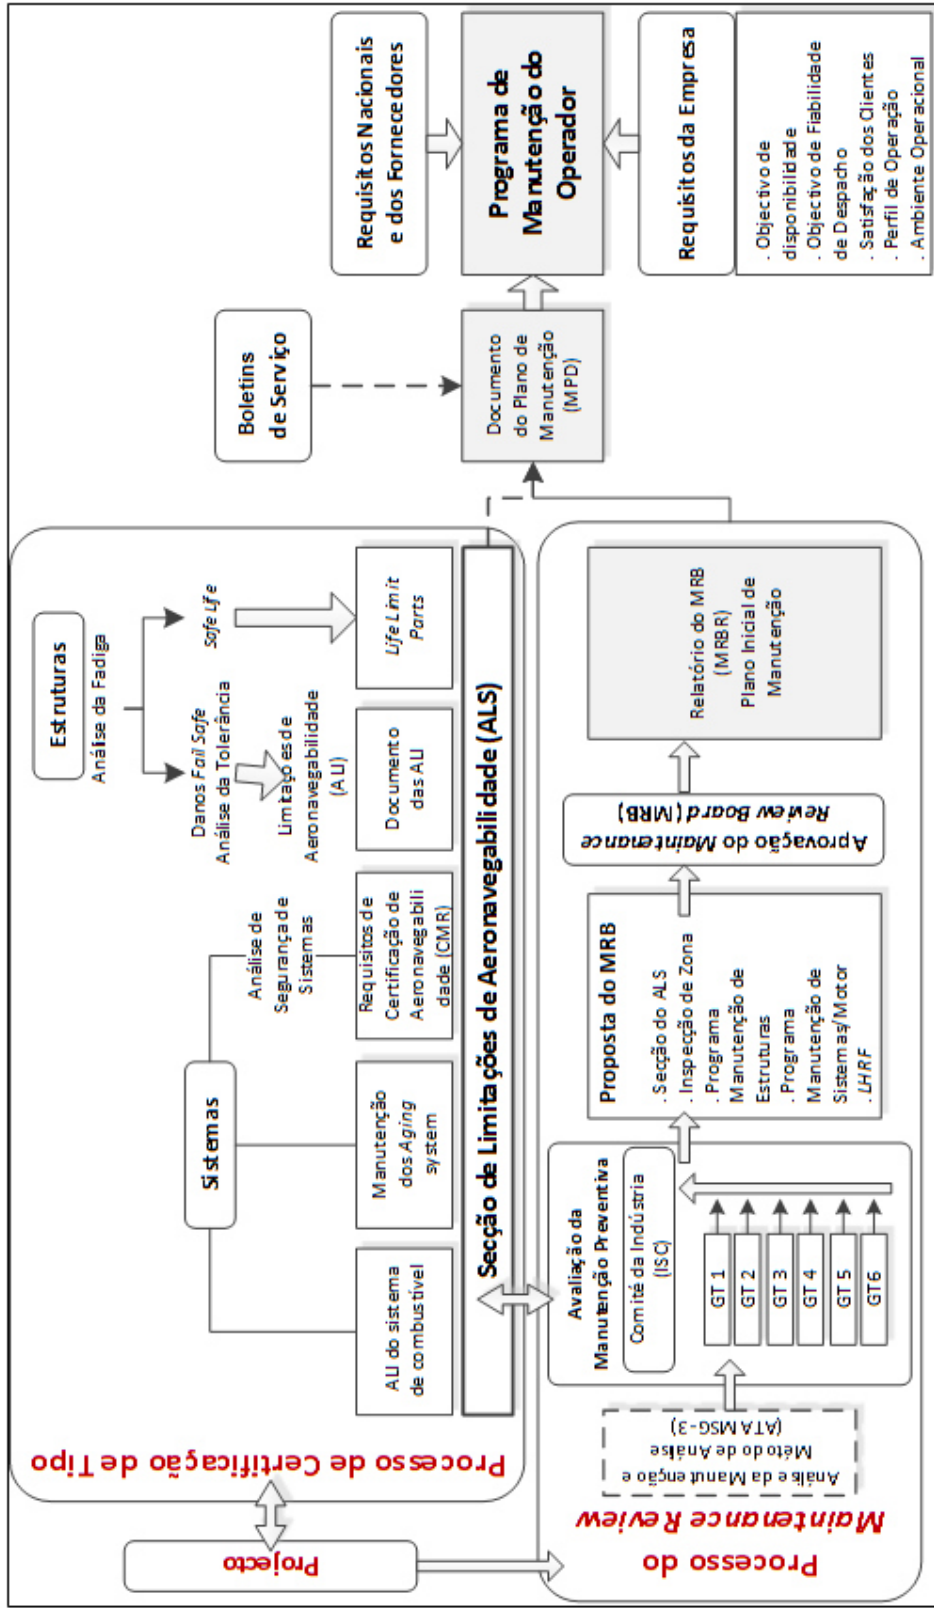 Projecto
Processo de Certificação de Tipo
Sistemas
ALI do sistema
de combustível
Manutenção
dos Aging
system
Análise de
Segurança de
Sistemas
Requisitos de
Certificação de
Aeronavegabili
dade (CMR)
Estruturas
Análise da Fadiga
Danos Fail Safe
Análise da Tolerância
Limitações de
Aeronavegabilidade
(ALI)
Documento
das ALI
Safe Life
Life Limit
Parts
Secção de Limitações de Aeronavegabilidade (ALS)
Processo do
Maintenance Review
Análise da Manutenção e
Método de Análise
(ATA MSG-3)
Avaliação da
Manutenção Preventiva
Comité da Indústria
(ISC)
GT 1
GT 2
GT 3
GT 4
GT 5
GT6
Proposta do MRB
. Secção do ALS
. Inspecção de Zona
. Programa
Manutenção de
Estruturas
. Programa
Manutenção de
Sistemas/Motor
. LHRF
Aprovação do Maintenance
Review Board (MRB)
Relatório do MRB
(MRBR)
Plano Inicial de
Manutenção
Boletins
de Serviço
Documento
do Plano de
Manutenção
(MPD)
Requisitos Nacionais
e dos Fornecedores
Programa de
Manutenção do
Operador
Requisitos da Empresa
. Objectivo de
disponibilidade
. Objectivo de Fiabilidade
de Despacho
. Satisfação dos Clientes
. Perfil de Operação
. Ambiente Operacional